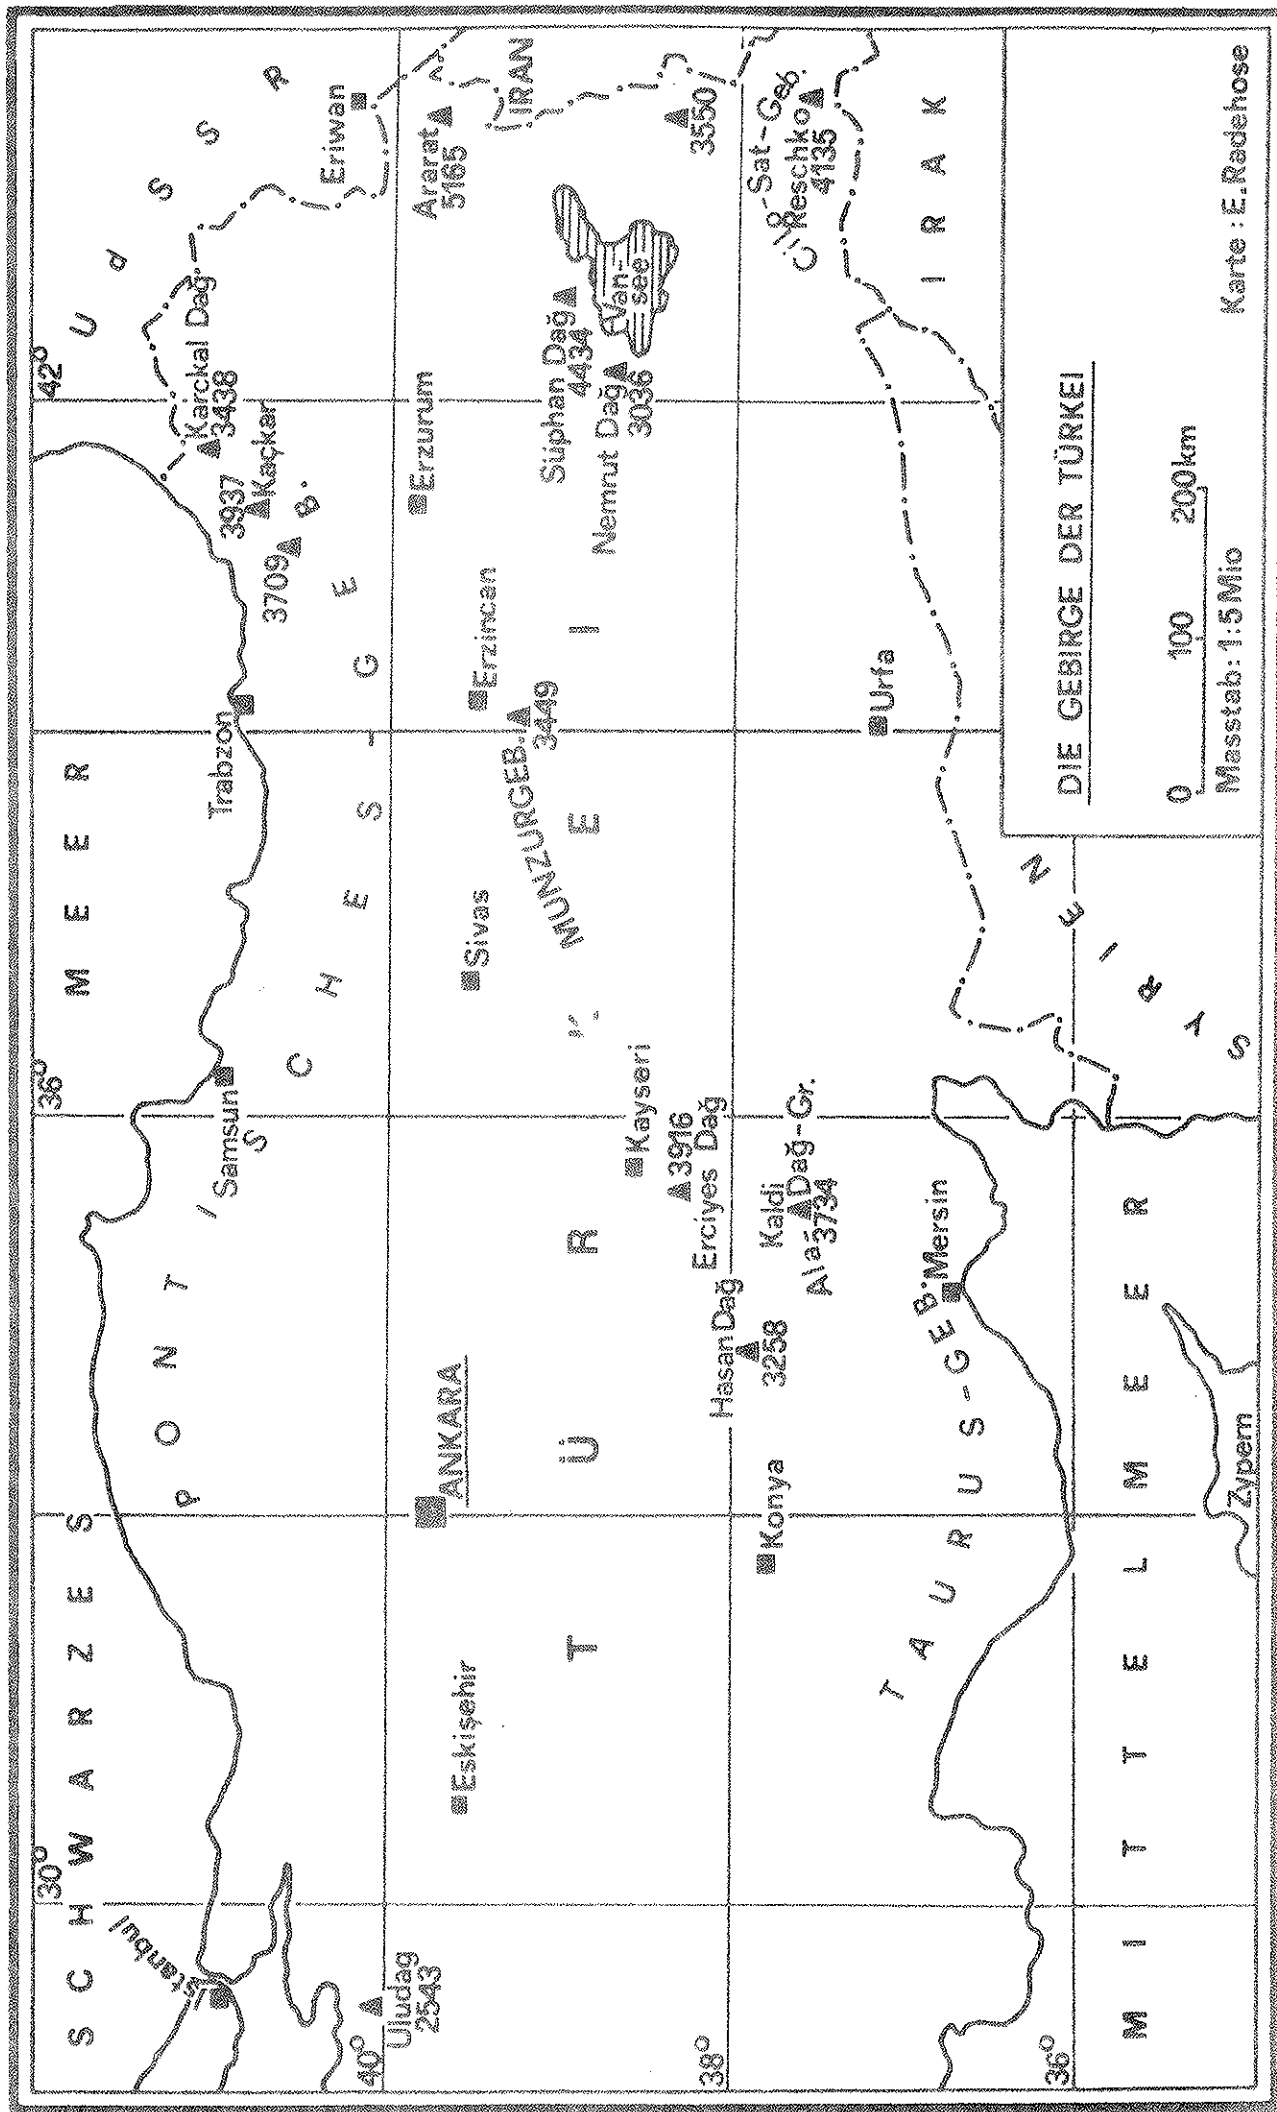 SCHWARZES MEER
UdSSR
30°
36°
42°
40°
38°
36°
İstanbul
Uludağ
2543
PONTISCHES-GEGEB.
Samsun
Trabzon
3709
3937
Kaçkar
Karckal Dağ
3438
Eriwan
Ararat
5165
IRAN
Eskişehir
ANKARA
Sivas
Erzincan
Erzurum
MUNZURGEB.
3449
TÜRKEI
Süphan Dağ
4434
Nemrut Dağ
3036
Van-
see
3550
Kayseri
3916
Erciyes Dağ
Hasan Dağ
3258
Konya
Kaldi
Ala Dağ-Gr.
3734
Cilo-Sat-Geb.
Reschko
4135
TAURUS-GEB.
Mersin
Urfa
IRAK
SYRIEN
MITTELMEER
Zypern
DIE GEBIRGE DER TÜRKEI
0 100 200km
Masstab: 1:5 Mio
Karte: E.Radehose